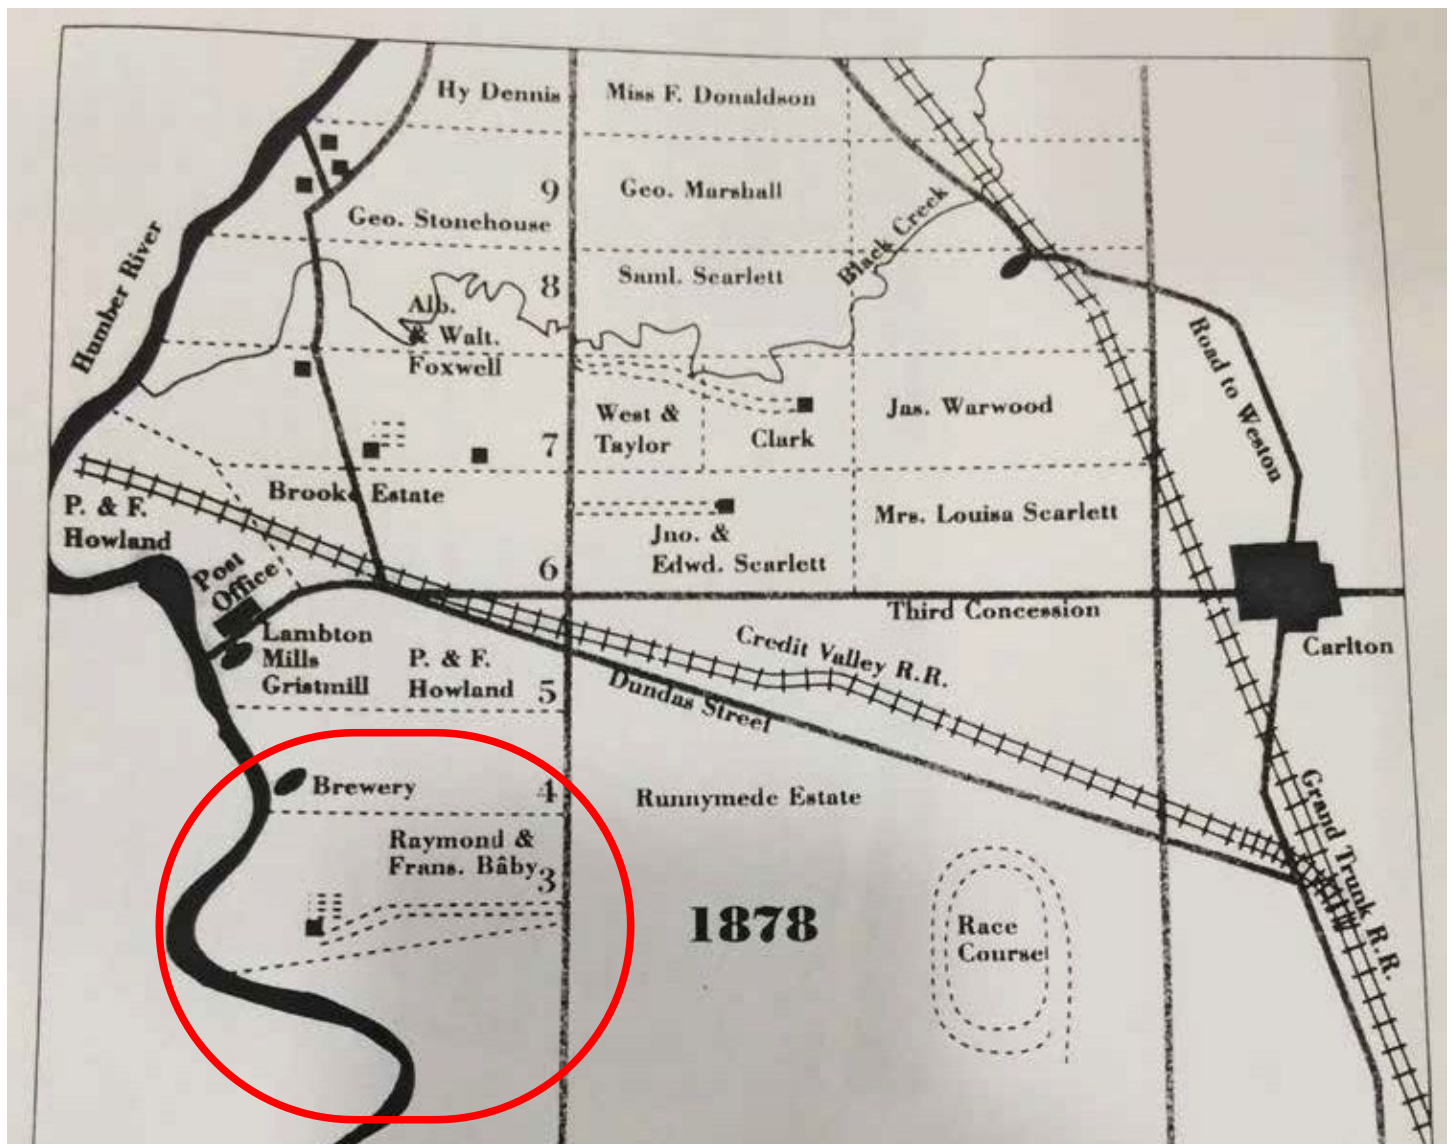 Hy Dennis
Miss F. Donaldson
9
Geo. Marshall
Geo. Stonehouse
Black Creek
Humber River
8
Saml. Scarlett
Alb.
& Walt.
Foxwell
Road to Weston
West &
Taylor
Clark
Jas. Warwood
7
Brooke Estate
P. & F.
Howland
Mrs. Louisa Scarlett
Jno. &
Edwd. Scarlett
Post
Office
6
Third Concession
Carlton
Lambton
Mills
Gristmill
P. & F.
Howland
5
Credit Valley R.R.
Dundas Street
Brewery
4
Runnymede Estate
Grand Trunk R.R.
Raymond &
Frans. Bâby
3
1878
Race
Course